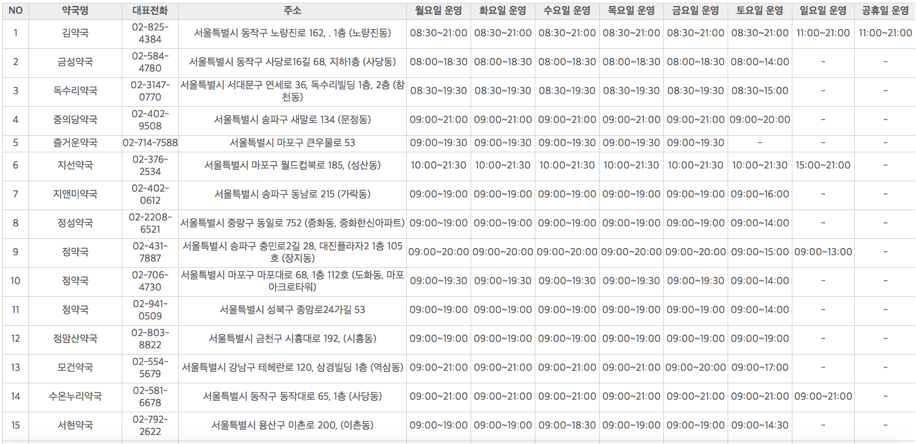 NO 약국명 대표전화 주소 월요일 운영 화요일 운영 수요일 운영 목요일 운영 금요일 운영 토요일 운영 일요일 운영 공휴일 운영
1 김약국 02-825-4384 서울특별시 동작구 노량진로 162, . 1층 (노량진동) 08:30~21:00 08:30~21:00 08:30~21:00 08:30~21:00 08:30~21:00 08:30~21:00 11:00~21:00 11:00~21:00
2 금성약국 02-584-4780 서울특별시 동작구 사당로16길 68, 지하1층 (사당동) 08:00~18:30 08:00~18:30 08:00~18:30 08:00~18:30 08:00~18:30 08:00~14:00 - -
3 독수리약국 02-3147-0770 서울특별시 서대문구 연세로 36, 독수리빌딩 1층, 2층 (창천동) 08:30~19:30 08:30~19:30 08:30~19:30 08:30~19:30 08:30~19:30 08:30~15:00 - -
4 중의당약국 02-402-9508 서울특별시 송파구 새말로 134 (문정동) 09:00~21:00 09:00~21:00 09:00~21:00 09:00~21:00 09:00~21:00 09:00~20:00 - -
5 즐거운약국 02-714-7588 서울특별시 마포구 큰우물로 53 09:00~19:30 09:00~19:30 09:00~19:30 09:00~19:30 09:00~19:30 - - -
6 지선약국 02-376-2534 서울특별시 마포구 월드컵북로 185, (성산동) 10:00~21:30 10:00~21:30 10:00~21:30 10:00~21:30 10:00~21:30 10:00~21:30 15:00~21:00 -
7 지앤미약국 02-402-0612 서울특별시 송파구 동남로 215 (가락동) 09:00~19:00 09:00~19:00 09:00~19:00 09:00~19:00 09:00~19:00 09:00~16:00 - -
8 정성약국 02-2208-6521 서울특별시 중랑구 동일로 752 (중화동, 중화한신아파트) 09:00~19:00 09:00~19:00 09:00~19:00 09:00~19:00 09:00~19:00 09:00~14:00 - -
9 정약국 02-431-7887 서울특별시 송파구 충민로2길 28, 대진플라자2 1층 105호 (장지동) 09:00~20:00 09:00~20:00 09:00~20:00 09:00~20:00 09:00~20:00 09:00~15:00 09:00~13:00 -
10 정약국 02-706-4730 서울특별시 마포구 마포대로 68, 1층 112호 (도화동, 마포아크로타워) 09:00~19:30 09:00~19:30 09:00~19:30 09:00~19:30 09:00~19:30 09:00~14:00 - -
11 정약국 02-941-0509 서울특별시 성북구 종암로24가길 53 09:00~19:00 09:00~19:00 09:00~19:00 09:00~19:00 09:00~19:00 09:00~14:00 - -
12 정암산약국 02-803-8822 서울특별시 금천구 시흥대로 192, (시흥동) 09:00~19:00 09:00~19:00 09:00~19:00 09:00~19:00 09:00~19:00 09:00~19:00 - -
13 모건약국 02-554-5679 서울특별시 강남구 테헤란로 120, 상경빌딩 1층 (역삼동) 09:00~21:00 09:00~21:00 09:00~21:00 09:00~21:00 09:00~20:00 09:00~17:00 - -
14 수온누리약국 02-581-6678 서울특별시 동작구 동작대로 65, 1층 (사당동) 09:00~21:00 09:00~21:00 09:00~21:00 09:00~21:00 09:00~21:00 09:00~21:00 09:00~21:00 -
15 서현약국 02-792-2622 서울특별시 용산구 이촌로 200, (이촌동) 09:00~19:00 09:00~19:00 09:00~18:30 09:00~19:00 09:00~19:00 09:00~14:30 - -